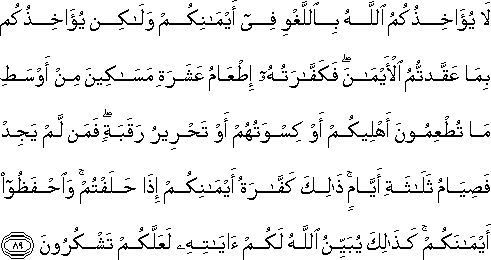 لَا يُؤَاخِذُكُمُ ٱللَّهُ بِٱللَّغْوِ فِىٓ أَيْمَـٰنِكُمْ وَلَـٰكِن يُؤَاخِذُكُم
بِمَا عَقَّدتُّمُ ٱلْأَيْمَـٰنَ ۖ فَكَفَّـٰرَتُهُۥٓ إِطْعَامُ عَشَرَةِ مَسَـٰكِينَ مِنْ أَوْسَطِ
مَا تُطْعِمُونَ أَهْلِيكُمْ أَوْ كِسْوَتُهُمْ أَوْ تَحْرِيرُ رَقَبَةٍ ۖ فَمَن لَّمْ يَجِدْ
فَصِيَامُ ثَلَـٰثَةِ أَيَّامٍ ۚ ذَٰلِكَ كَفَّـٰرَةُ أَيْمَـٰنِكُمْ إِذَا حَلَفْتُمْ ۚ وَٱحْفَظُوٓا۟
أَيْمَـٰنَكُمْ ۚ كَذَٰلِكَ يُبَيِّنُ ٱللَّهُ لَكُمْ ءَايَـٰتِهِۦ لَعَلَّكُمْ تَشْكُرُونَ ٨٩